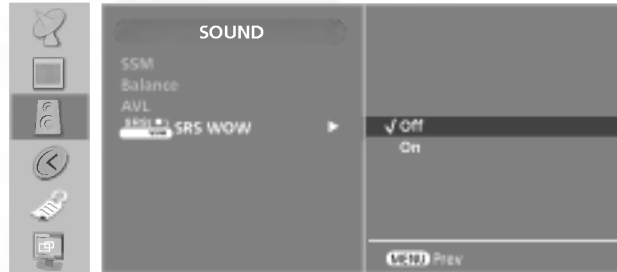 SOUND
SSM
Balance
AVL
SRS WOW
√ Off
On
MENU Prev